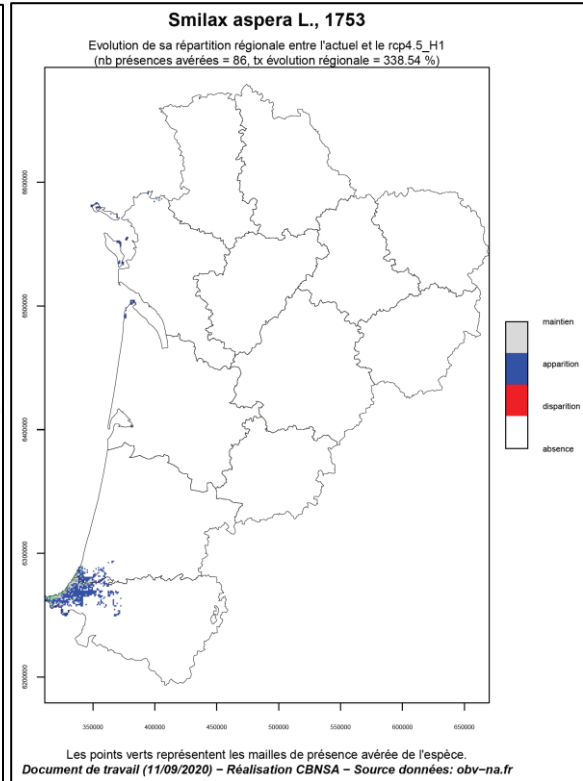 Smilax aspera L., 1753
Evolution de sa répartition régionale entre l'actuel et le rcp4.5_H1
(nb présences avérées = 86, tx évolution régionale = 338.54 %)
6600000
6500000
6400000
6300000
6200000
maintien
apparition
disparition
absence
350000 400000 450000 500000 550000 600000 650000
Les points verts représentent les mailles de présence avérée de l'espèce.
Document de travail (11/09/2020) − Réalisation CBNSA − Source données: obv−na.fr